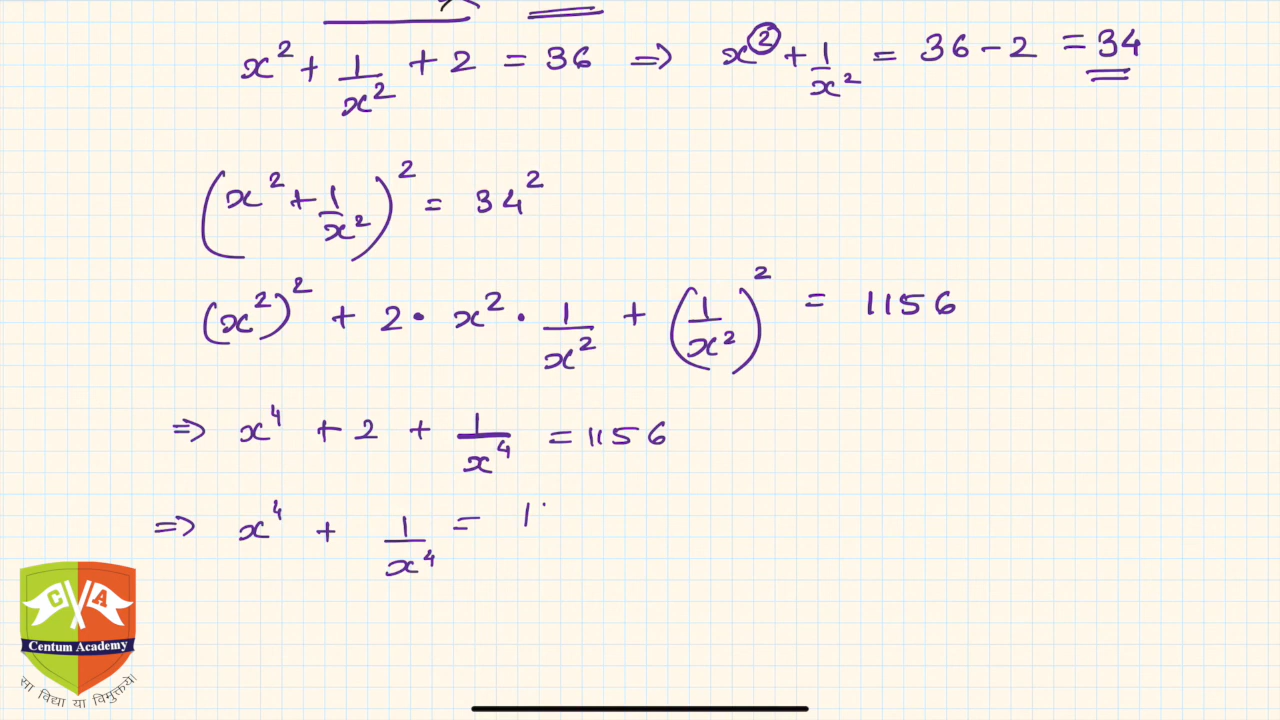 x² + 1/x² + 2 = 36 ⇒ x² + 1/x² = 36 - 2 = 34
(x² + 1/x²)² = 34²
(x²)² + 2 · x² · 1/x² + (1/x²)² = 1156
⇒ x⁴ + 2 + 1/x⁴ = 1156
⇒ x⁴ + 1/x⁴ = 1
C A
Centum Academy
सा विद्या या विमुक्तये।